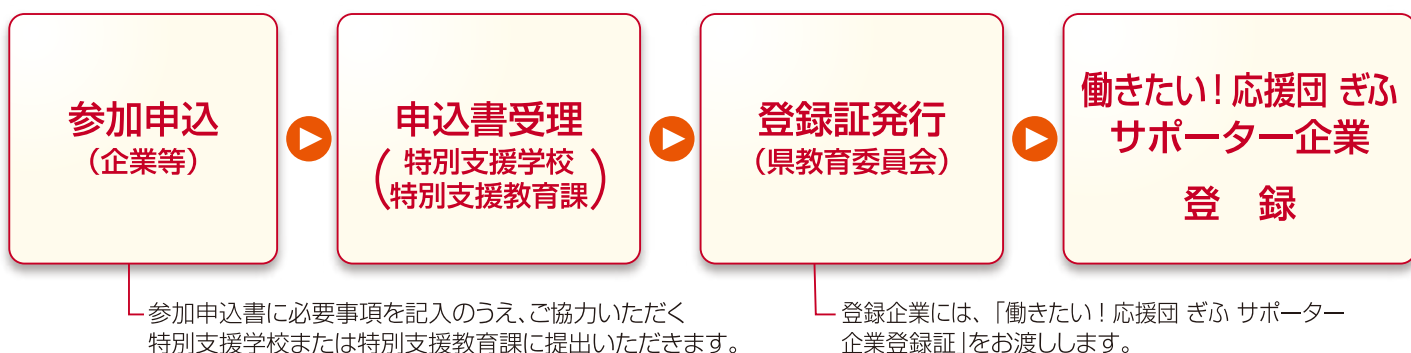 参加申込
（企業等）
申込書受理
（特別支援学校
特別支援教育課）
登録証発行
（県教育委員会）
働きたい！応援団 ぎふ
サポーター企業
登　録
参加申込書に必要事項を記入のうえ、ご協力いただく
特別支援学校または特別支援教育課に提出いただきます。
登録企業には、「働きたい！応援団 ぎふ サポーター
企業登録証」をお渡しします。